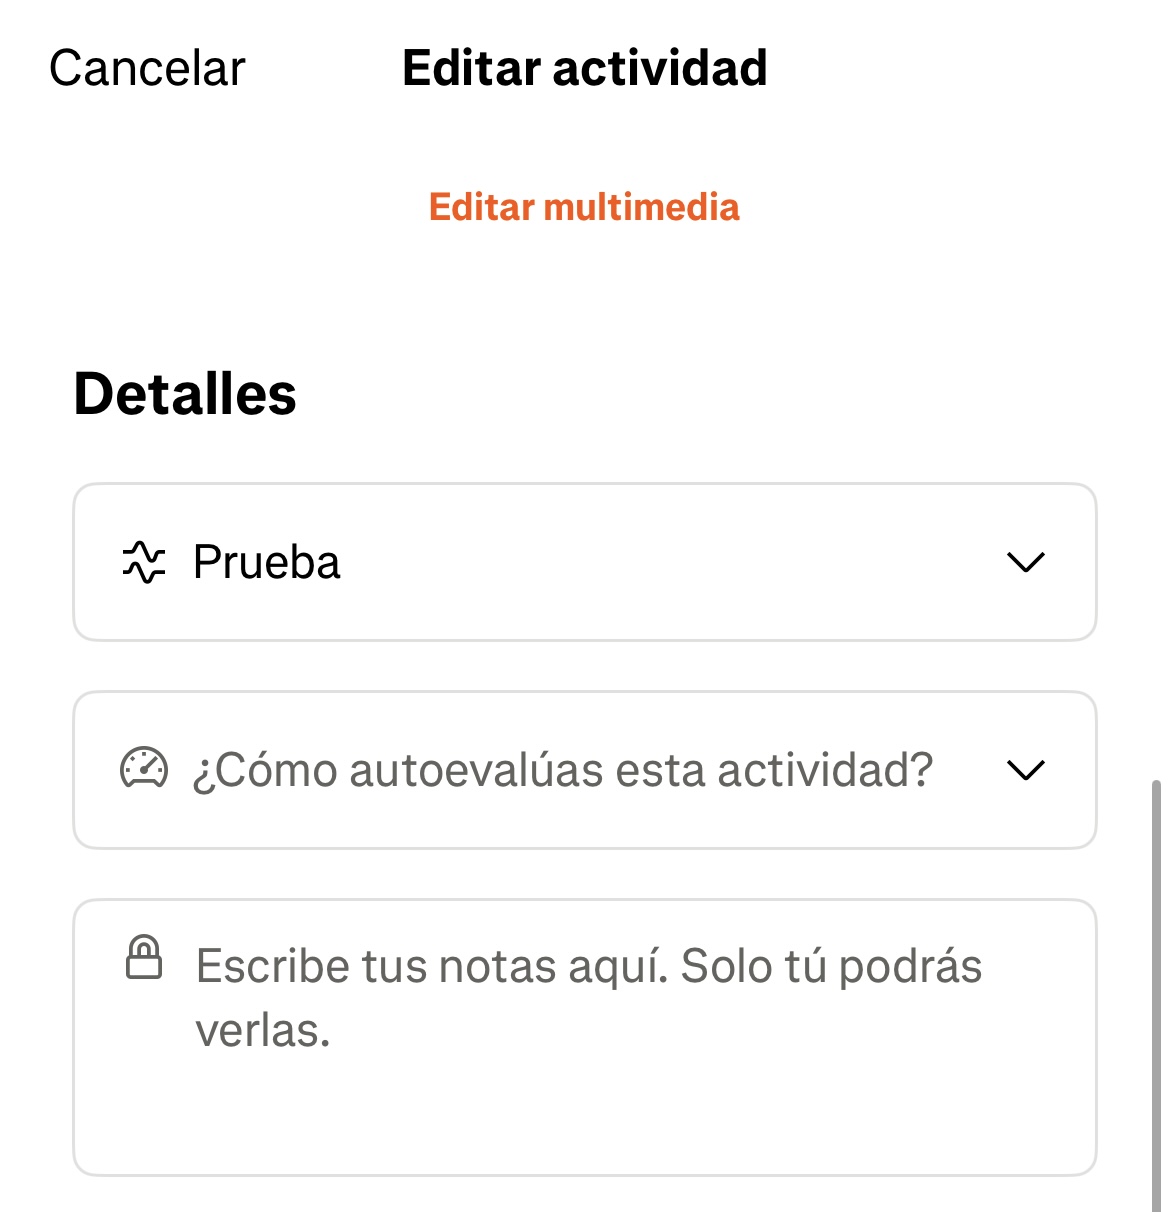 Cancelar
Editar actividad
Editar multimedia
Detalles
Prueba
¿Cómo autoevalúas esta actividad?
Escribe tus notas aquí. Solo tú podrás
verlas.